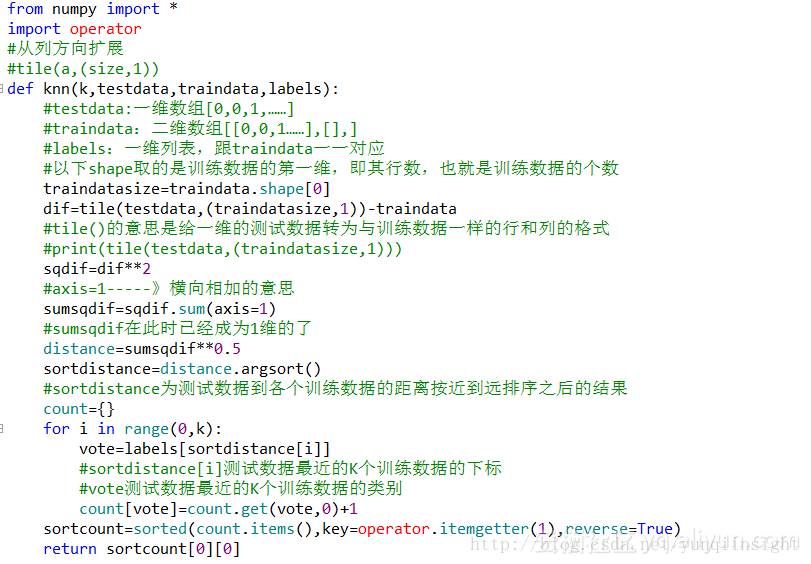 from numpy import *
import operator
#从列方向扩展
#tile(a,(size,1))
def knn(k,testdata,traindata,labels):
    #testdata:一维数组[0,0,1,……]
    #traindata：二维数组[[0,0,1……],[],]
    #labels：一维列表，跟traindata一一对应
    #以下shape取的是训练数据的第一维，即其行数，也就是训练数据的个数
    traindatasize=traindata.shape[0]
    dif=tile(testdata,(traindatasize,1))-traindata
    #tile()的意思是给一维的测试数据转为与训练数据一样的行和列的格式
    #print(tile(testdata,(traindatasize,1)))
    sqdif=dif**2
    #axis=1-----》横向相加的意思
    sumsqdif=sqdif.sum(axis=1)
    #sumsqdif在此时已经成为1维的了
    distance=sumsqdif**0.5
    sortdistance=distance.argsort()
    #sortdistance为测试数据到各个训练数据的距离按近到远排序之后的结果
    count={}
    for i in range(0,k):
        vote=labels[sortdistance[i]]
        #sortdistance[i]测试数据最近的K个训练数据的下标
        #vote测试数据最近的K个训练数据的类别
        count[vote]=count.get(vote,0)+1
    sortcount=sorted(count.items(),key=operator.itemgetter(1),reverse=True)
    return sortcount[0][0]
http://blog.csdn.net/yunqiinsight
yq.aliyun.com